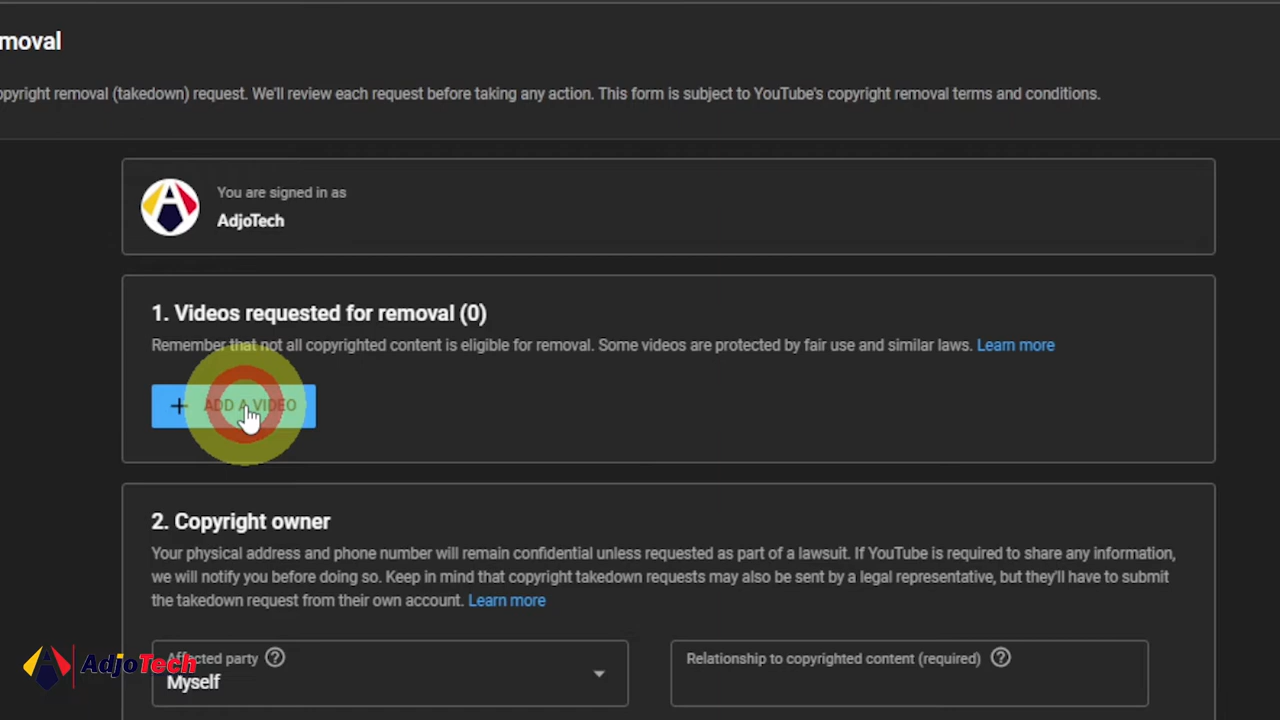 moval
opyright removal (takedown) request. We'll review each request before taking any action. This form is subject to YouTube's copyright removal terms and conditions.
You are signed in as
AdjoTech
1. Videos requested for removal (0)
Remember that not all copyrighted content is eligible for removal. Some videos are protected by fair use and similar laws. Learn more
+ ADD A VIDEO
2. Copyright owner
Your physical address and phone number will remain confidential unless requested as part of a lawsuit. If YouTube is required to share any information,
we will notify you before doing so. Keep in mind that copyright takedown requests may also be sent by a legal representative, but they'll have to submit
the takedown request from their own account. Learn more
Affected party ?
Myself
Relationship to copyrighted content (required) ?
AdjoTech